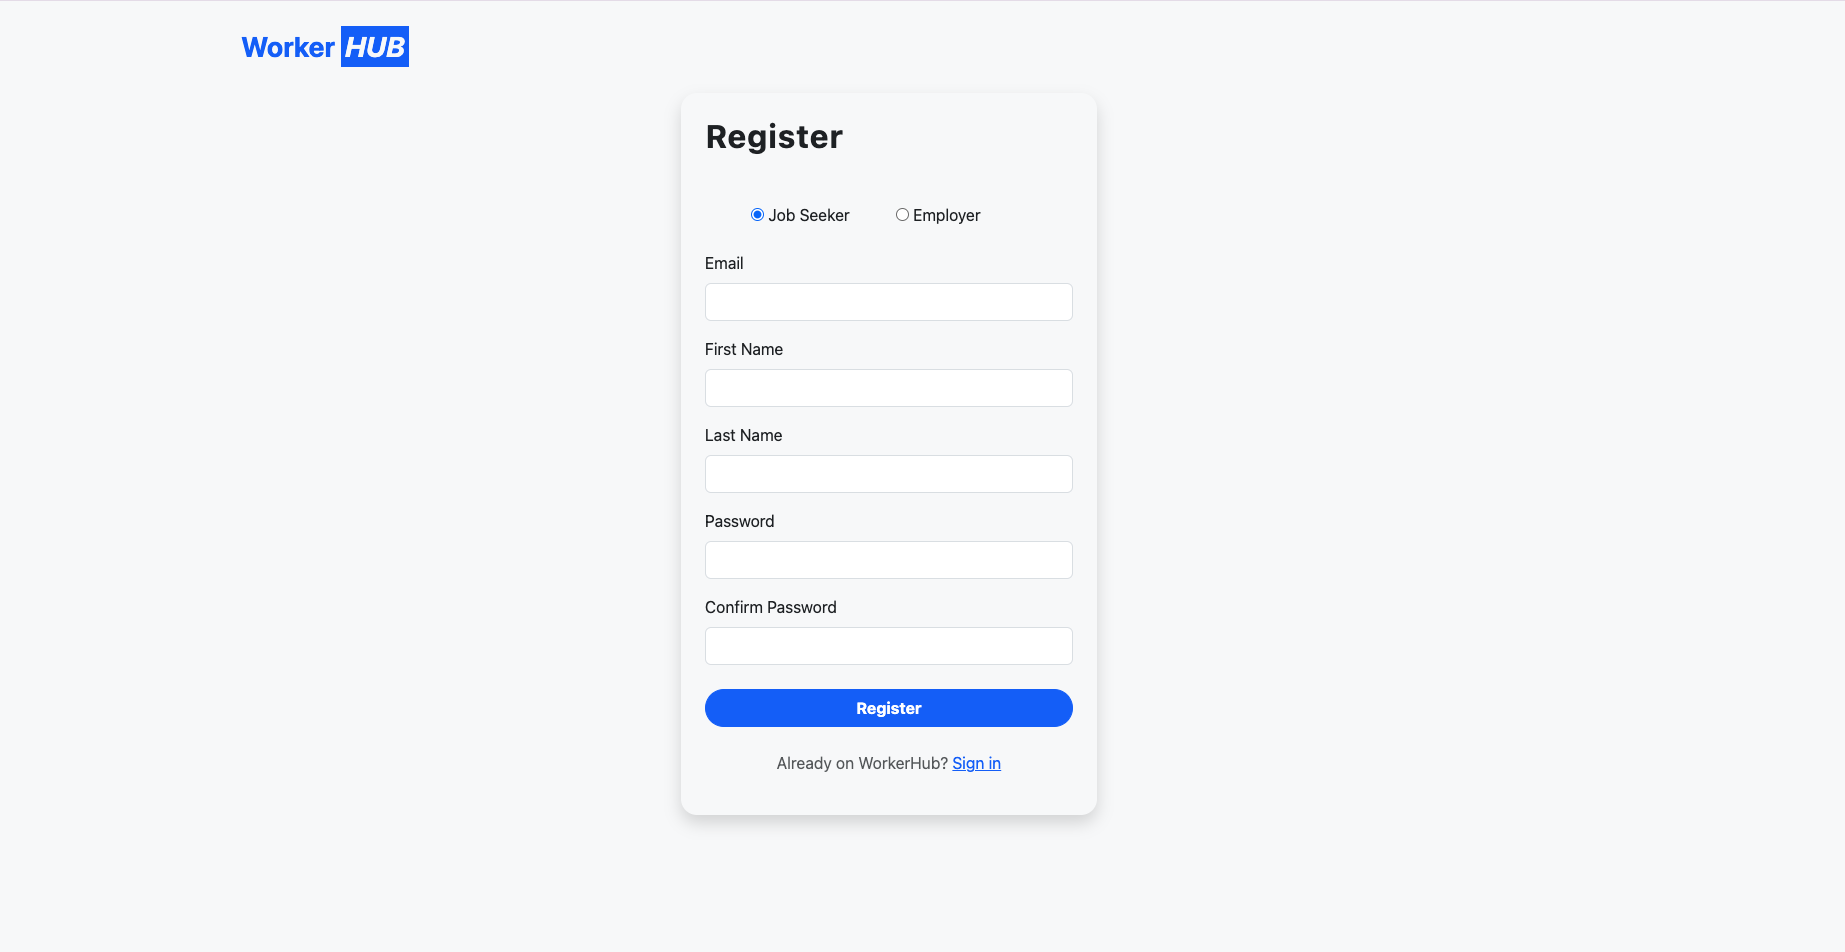 Worker HUB
Register
Job Seeker Employer
Email
First Name
Last Name
Password
Confirm Password
Register
Already on WorkerHub? Sign in